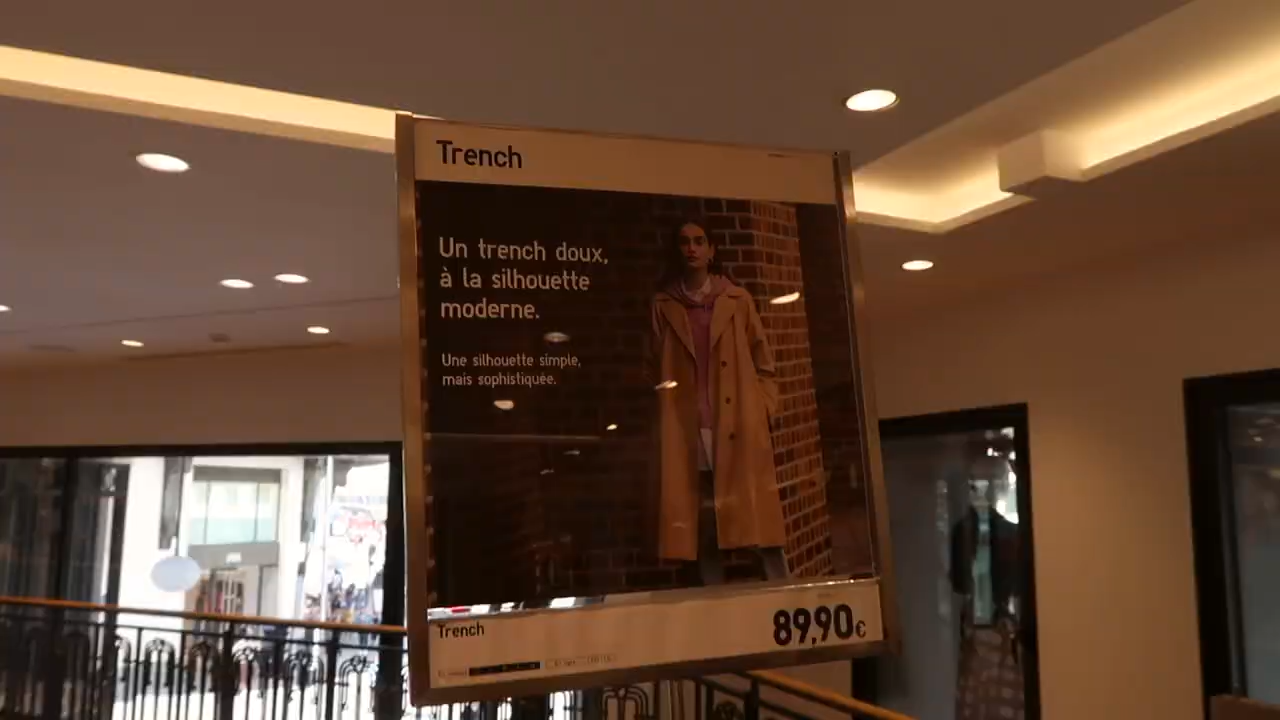 Trench
Un trench doux,
à la silhouette
moderne.
Une silhouette simple,
mais sophistiquée.
Trench
89,90€